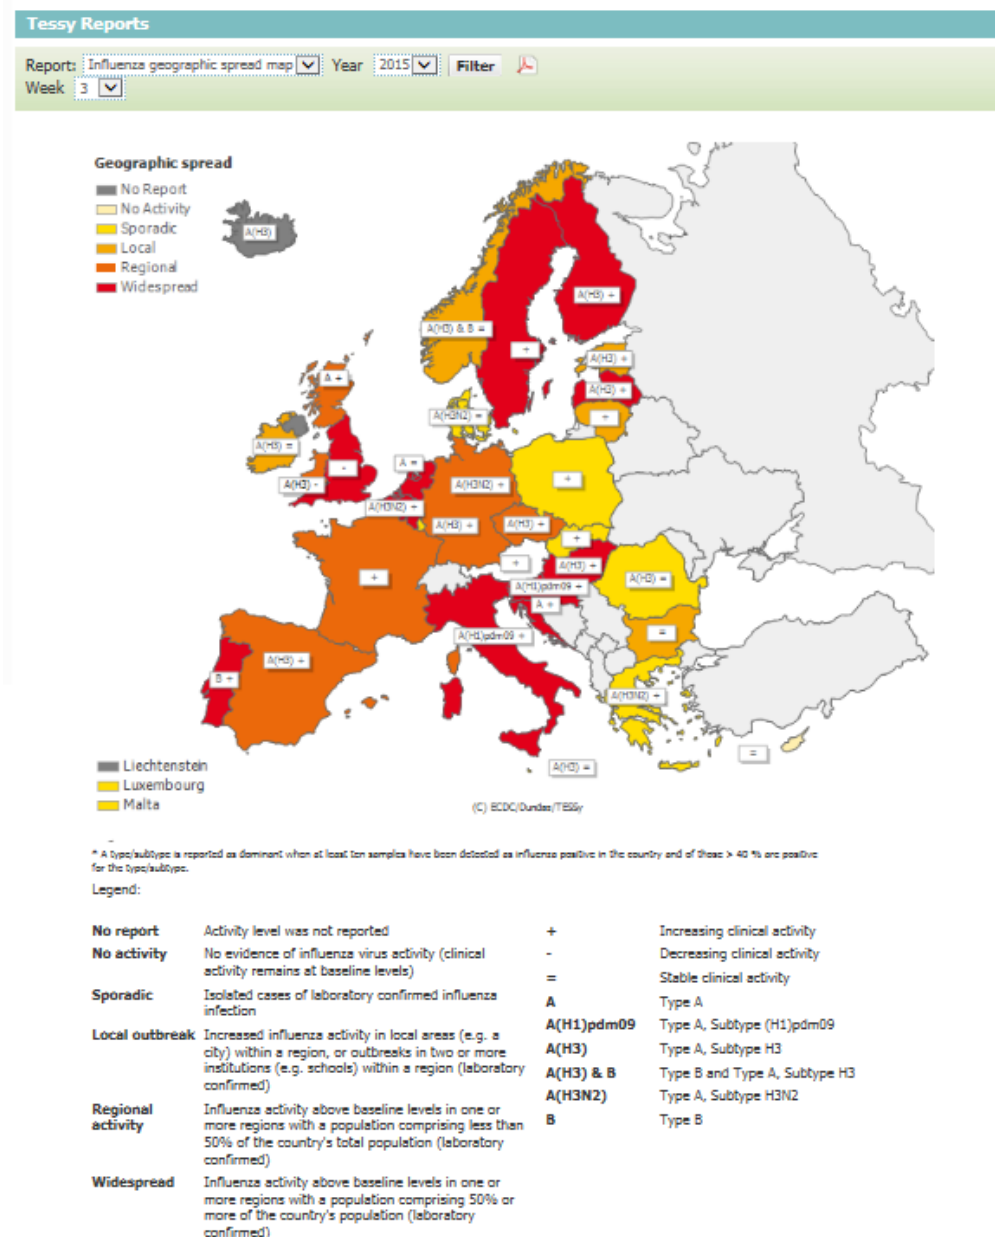 Tessy Reports
Report: Influenza geographic spread map Year 2015 Filter
Week 3
Geographic spread
No Report
No Activity
Sporadic
Local
Regional
Widespread
A(H3)
A(H3) +
A(H3) & B =
+
A(H3) +
A +
A(H3) +
A(H3N2) =
+
A(H3) =
A =
-
A(H3) -
A(H3N2) +
+
A(H3N2) +
A(H3) +
A(H3) +
+
+
A(H3) +
+
A(H3) =
A(H1)pdm09 +
A +
A(H1)pdm09 +
=
A(H3) +
B +
A(H3N2) +
=
A(H3) =
Liechtenstein
Luxembourg
Malta
(C) ECDC/Dundas/TESSy
* A type/subtype is reported as dominant when at least ten samples have been detected as influenza positive in the country and of these > 40 % are positive
for the type/subtype.
Legend:
No report Activity level was not reported
No activity No evidence of influenza virus activity (clinical
activity remains at baseline levels)
Sporadic Isolated cases of laboratory confirmed influenza
infection
Local outbreak Increased influenza activity in local areas (e.g. a
city) within a region, or outbreaks in two or more
institutions (e.g. schools) within a region (laboratory
confirmed)
Regional
activity
Influenza activity above baseline levels in one or
more regions with a population comprising less than
50% of the country's total population (laboratory
confirmed)
Widespread Influenza activity above baseline levels in one or
more regions with a population comprising 50% or
more of the country's population (laboratory
confirmed)
+ Increasing clinical activity
- Decreasing clinical activity
= Stable clinical activity
A Type A
A(H1)pdm09 Type A, Subtype (H1)pdm09
A(H3) Type A, Subtype H3
A(H3) & B Type B and Type A, Subtype H3
A(H3N2) Type A, Subtype H3N2
B Type B